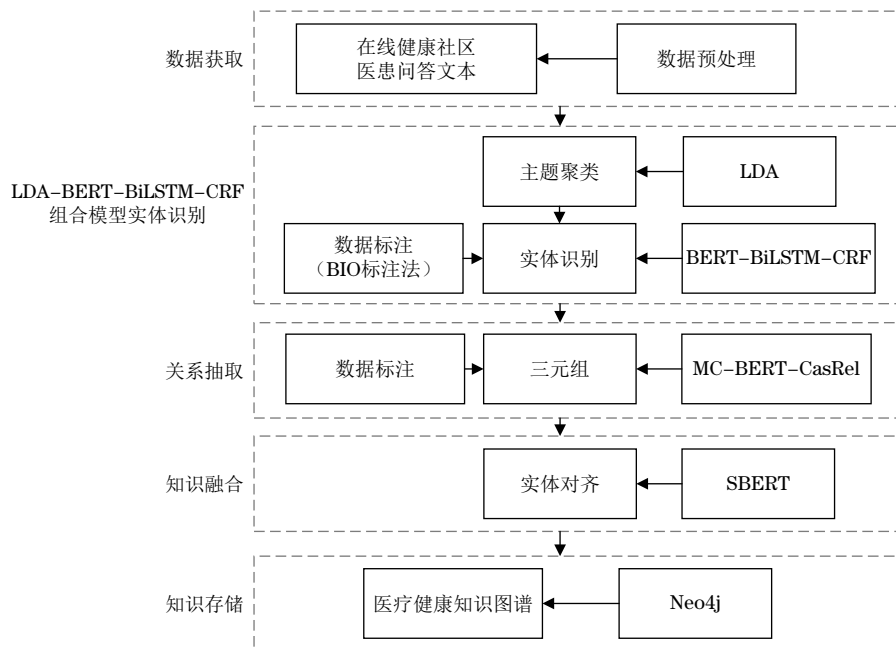 数据获取
在线健康社区
医患问答文本
数据预处理
LDA-BERT-BiLSTM-CRF
组合模型实体识别
主题聚类
LDA
数据标注
（BIO标注法）
实体识别
BERT-BiLSTM-CRF
关系抽取
数据标注
三元组
MC-BERT-CasRel
知识融合
实体对齐
SBERT
知识存储
医疗健康知识图谱
Neo4j